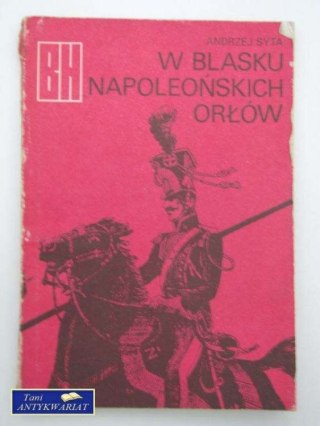 ANDRZEJ SYTA
BH
W BLASKU
NAPOLEOŃSKICH
ORŁÓW
Tani
ANTYKWARIAT